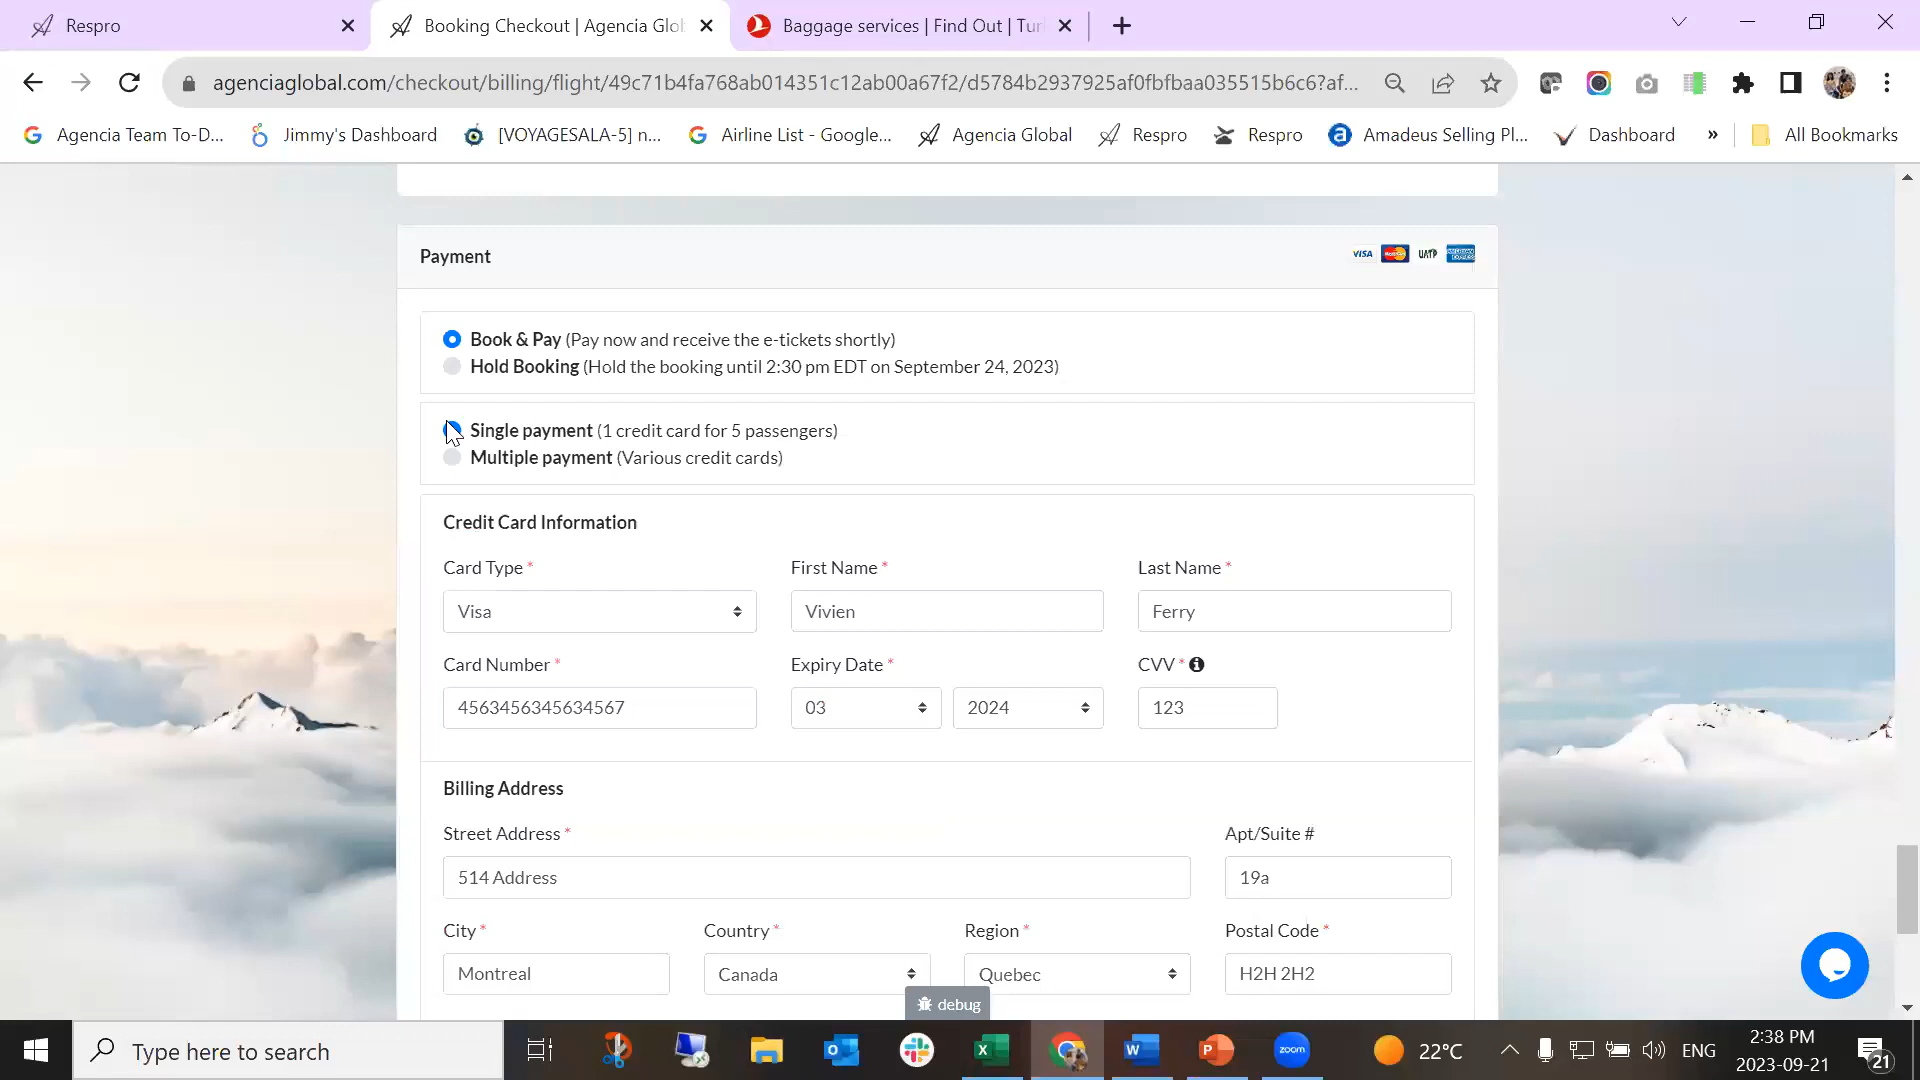 Respro
Booking Checkout | Agencia Glo
Baggage services | Find Out | Tur
agenciaglobal.com/checkout/billing/flight/49c71b4fa768ab014351c12ab00a67f2/d5784b2937925af0fbfbaa035515b6c6?af...
Agencia Team To-D...
Jimmy's Dashboard
[VOYAGESALA-5] n...
Airline List - Google...
Agencia Global
Respro
Respro
Amadeus Selling Pl...
Dashboard
»
All Bookmarks
Payment
VISA
UATP
AMERICAN EXPRESS
Book & Pay (Pay now and receive the e-tickets shortly)
Hold Booking (Hold the booking until 2:30 pm EDT on September 24, 2023)
Single payment (1 credit card for 5 passengers)
Multiple payment (Various credit cards)
Credit Card Information
Card Type *
First Name *
Last Name *
Visa
Vivien
Ferry
Card Number *
Expiry Date *
CVV *
4563456345634567
03
2024
123
Billing Address
Street Address *
Apt/Suite #
514 Address
19a
City *
Country *
Region *
Postal Code *
Montreal
Canada
Quebec
H2H 2H2
debug
Type here to search
zoom
22°C
ENG
2:38 PM
2023-09-21
21